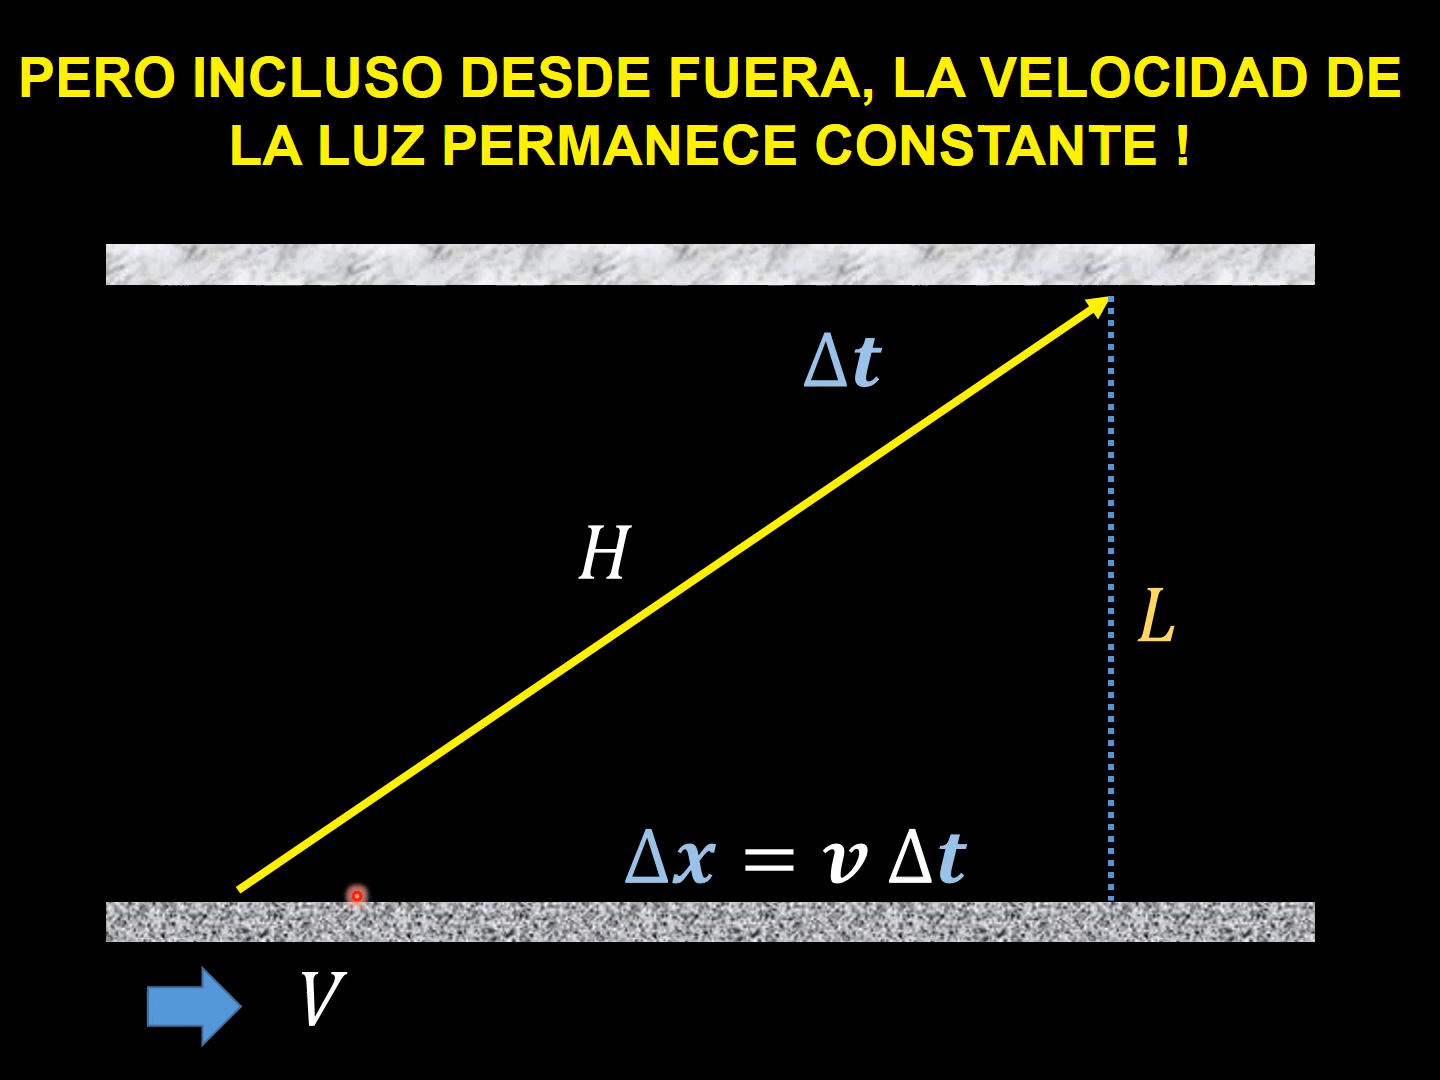 PERO INCLUSO DESDE FUERA, LA VELOCIDAD DE
LA LUZ PERMANECE CONSTANTE !
Δt
H
L
Δx = v Δt
V